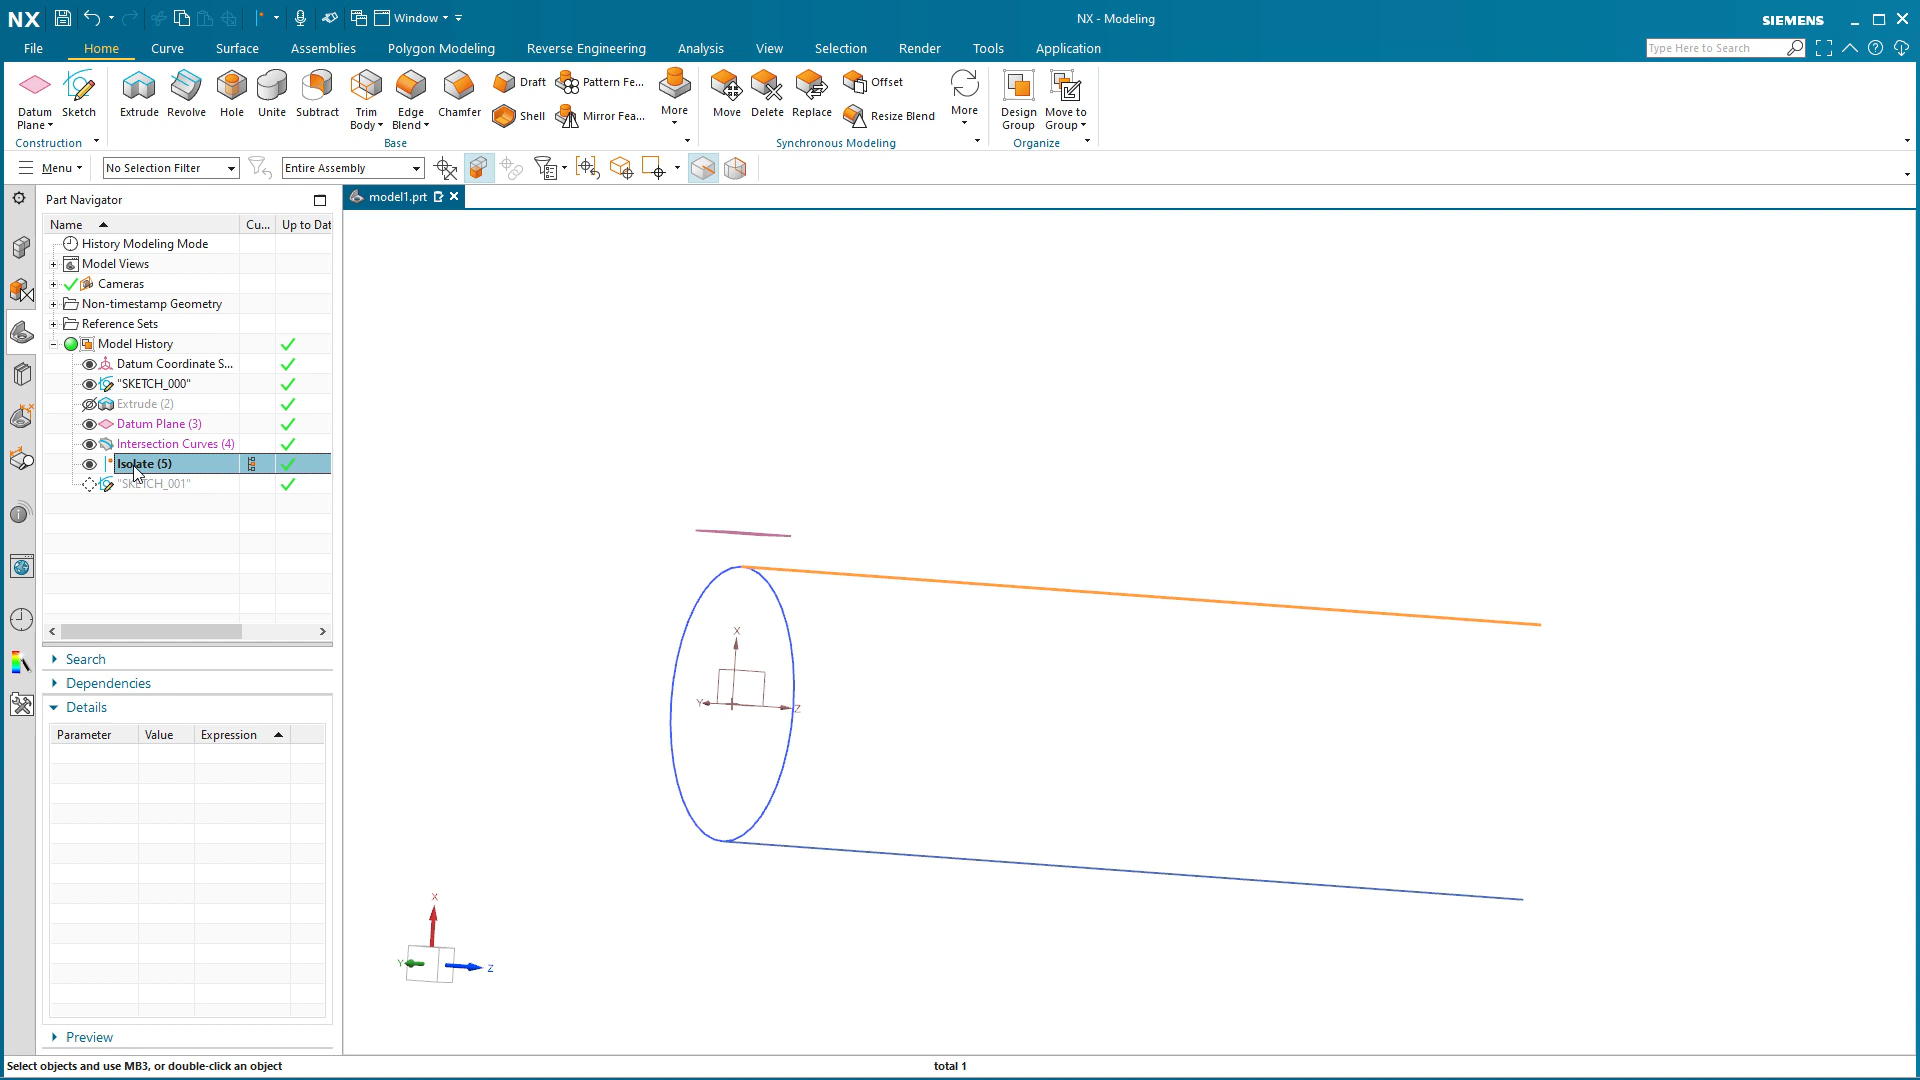 NX
Window
NX - Modeling
SIEMENS
File
Home
Curve
Surface
Assemblies
Polygon Modeling
Reverse Engineering
Analysis
View
Selection
Render
Tools
Application
Type Here to Search
Datum Plane
Sketch
Extrude
Revolve
Hole
Unite
Subtract
Trim Body
Edge Blend
Chamfer
Draft
Shell
Pattern Fe...
Mirror Fea...
More
Move
Delete
Replace
Offset
Resize Blend
More
Design Group
Move to Group
Construction
Base
Synchronous Modeling
Organize
Menu
No Selection Filter
Entire Assembly
Part Navigator
model1.prt
Name
Cu...
Up to Dat
History Modeling Mode
Model Views
Cameras
Non-timestamp Geometry
Reference Sets
Model History
Datum Coordinate S...
"SKETCH_000"
Extrude (2)
Datum Plane (3)
Intersection Curves (4)
Isolate (5)
"SKETCH_001"
Search
Dependencies
Details
Parameter
Value
Expression
Preview
X
Y
Z
X
Y
Z
Select objects and use MB3, or double-click an object
total 1